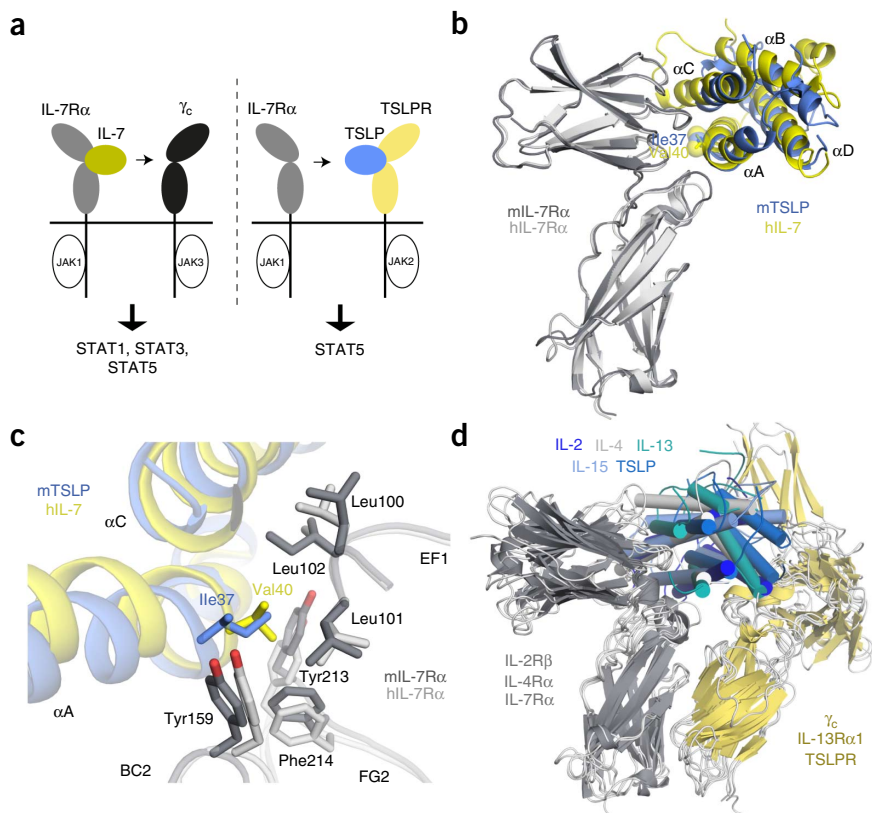 a
IL-7Rα
IL-7
γc
JAK1
JAK3
STAT1, STAT3,
STAT5
IL-7Rα
TSLP
TSLPR
JAK1
JAK2
STAT5
b
αB
αC
Ile37
Val40
αA
αD
mIL-7Rα
hIL-7Rα
mTSLP
hIL-7
c
mTSLP
hIL-7
αC
Leu100
Leu102
EF1
Ile37
Val40
Leu101
Tyr213
mIL-7Rα
hIL-7Rα
αA
Tyr159
Phe214
BC2
FG2
d
IL-2 IL-4 IL-13
IL-15 TSLP
IL-2Rβ
IL-4Rα
IL-7Rα
γc
IL-13Rα1
TSLPR